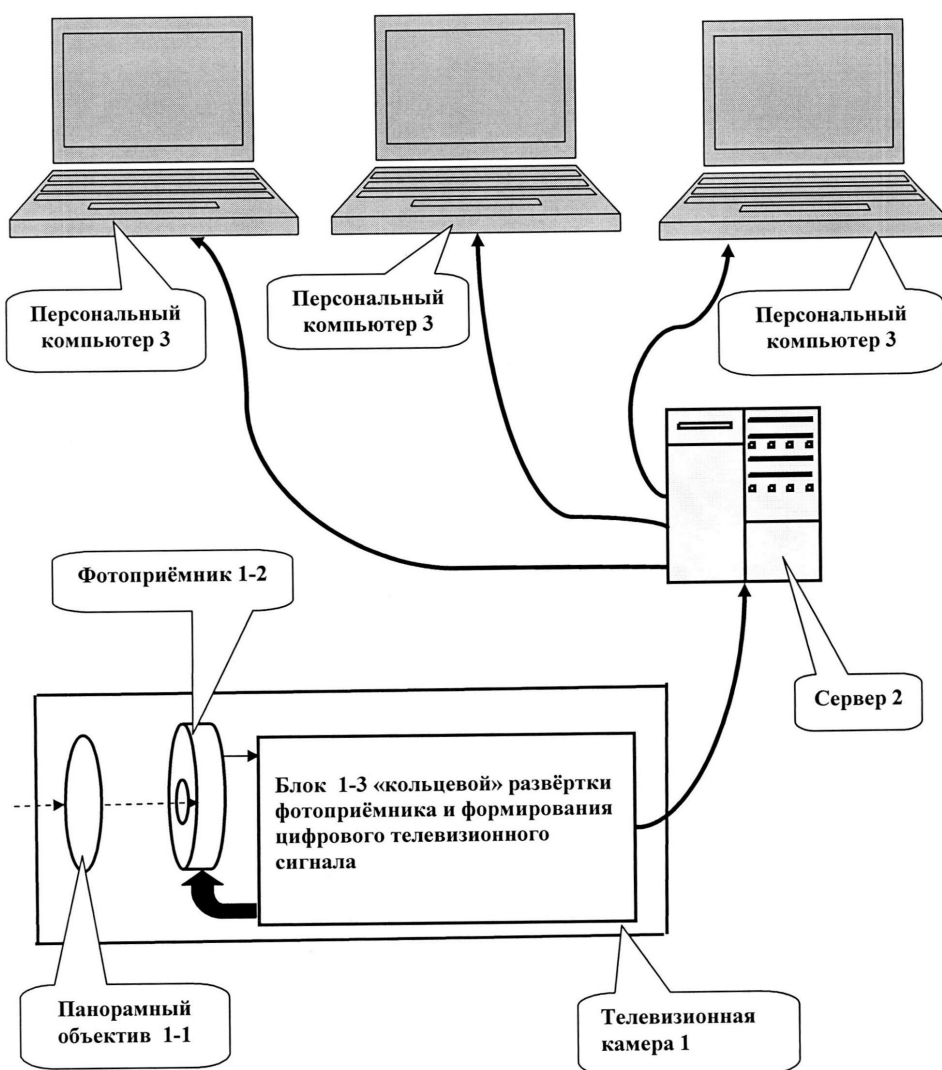 Персональный
компьютер 3
Персональный
компьютер 3
Персональный
компьютер 3
Фотоприёмник 1-2
Сервер 2
Блок 1-3 «кольцевой» развёртки
фотоприёмника и формирования
цифрового телевизионного
сигнала
Панорамный
объектив 1-1
Телевизионная
камера 1